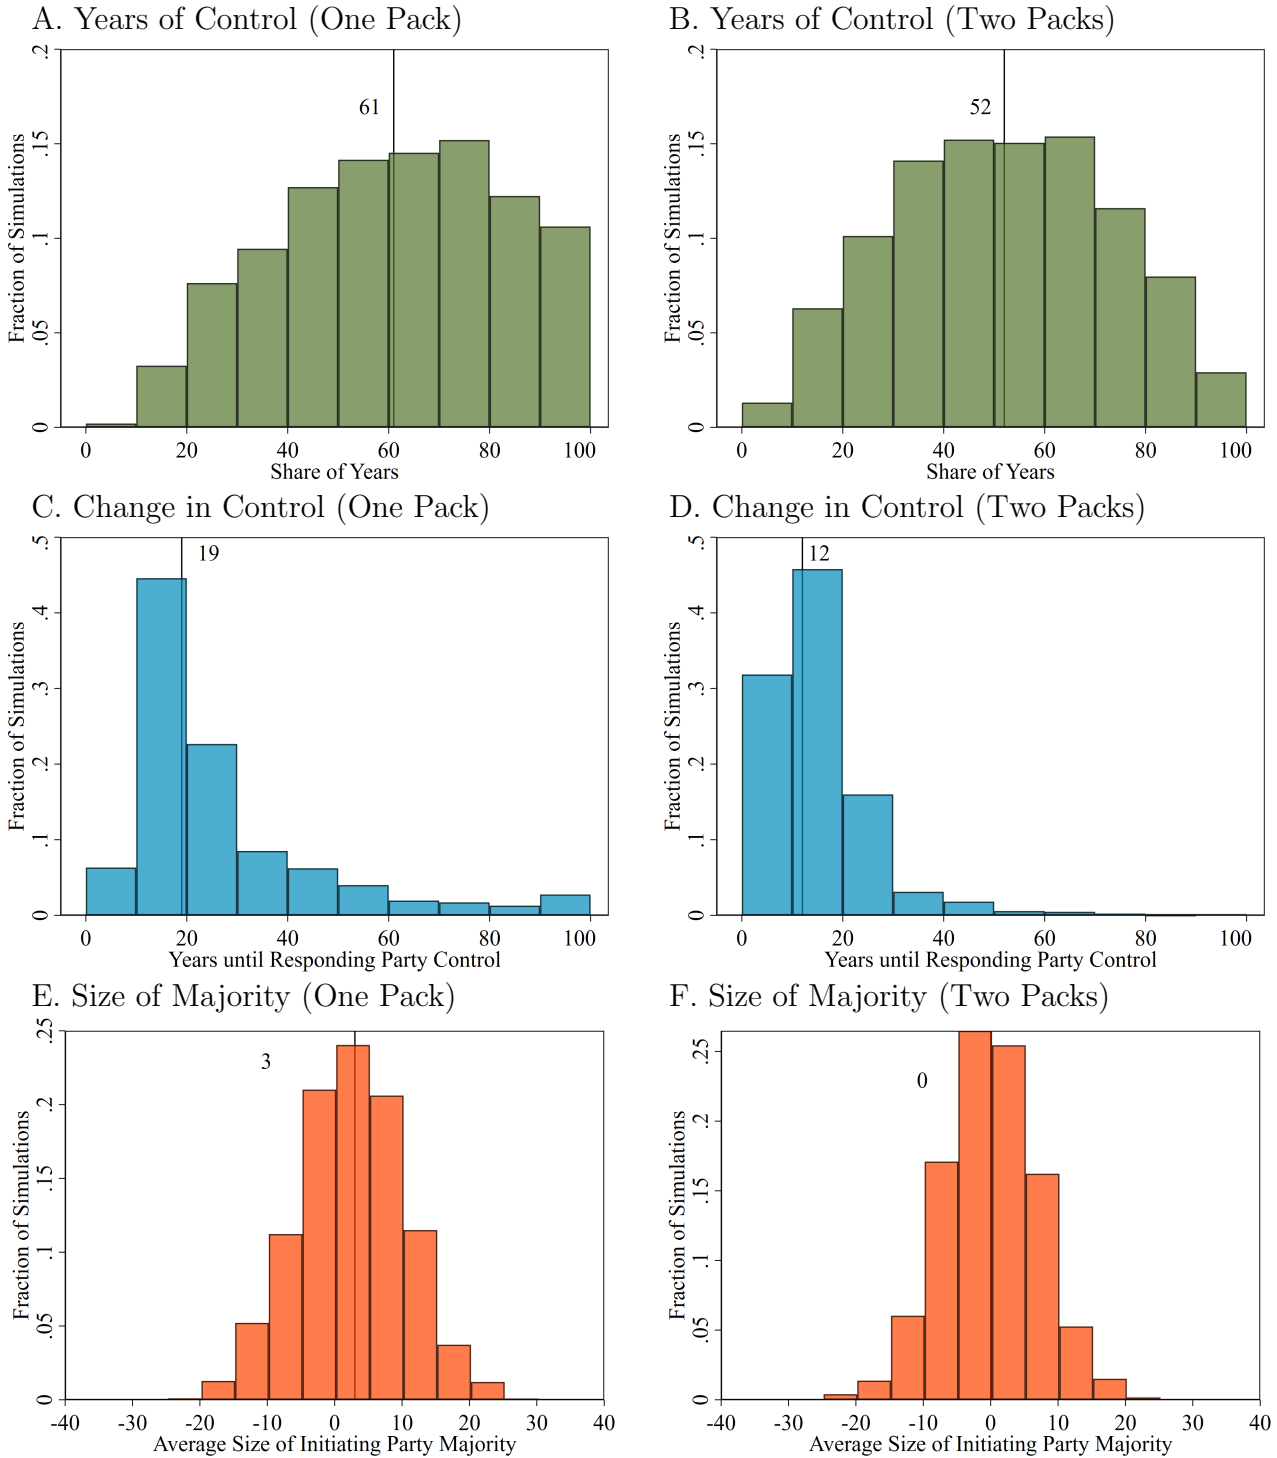 A. Years of Control (One Pack)
.2
.15
.1
.05
0
Fraction of Simulations
61
0 20 40 60 80 100
Share of Years
B. Years of Control (Two Packs)
.2
.15
.1
.05
0
Fraction of Simulations
52
0 20 40 60 80 100
Share of Years
C. Change in Control (One Pack)
.5
.4
.3
.2
.1
0
Fraction of Simulations
19
0 20 40 60 80 100
Years until Responding Party Control
D. Change in Control (Two Packs)
.5
.4
.3
.2
.1
0
Fraction of Simulations
12
0 20 40 60 80 100
Years until Responding Party Control
E. Size of Majority (One Pack)
.25
.2
.15
.1
.05
0
Fraction of Simulations
3
-40 -30 -20 -10 0 10 20 30 40
Average Size of Initiating Party Majority
F. Size of Majority (Two Packs)
.25
.2
.15
.1
.05
0
Fraction of Simulations
0
-40 -30 -20 -10 0 10 20 30 40
Average Size of Initiating Party Majority